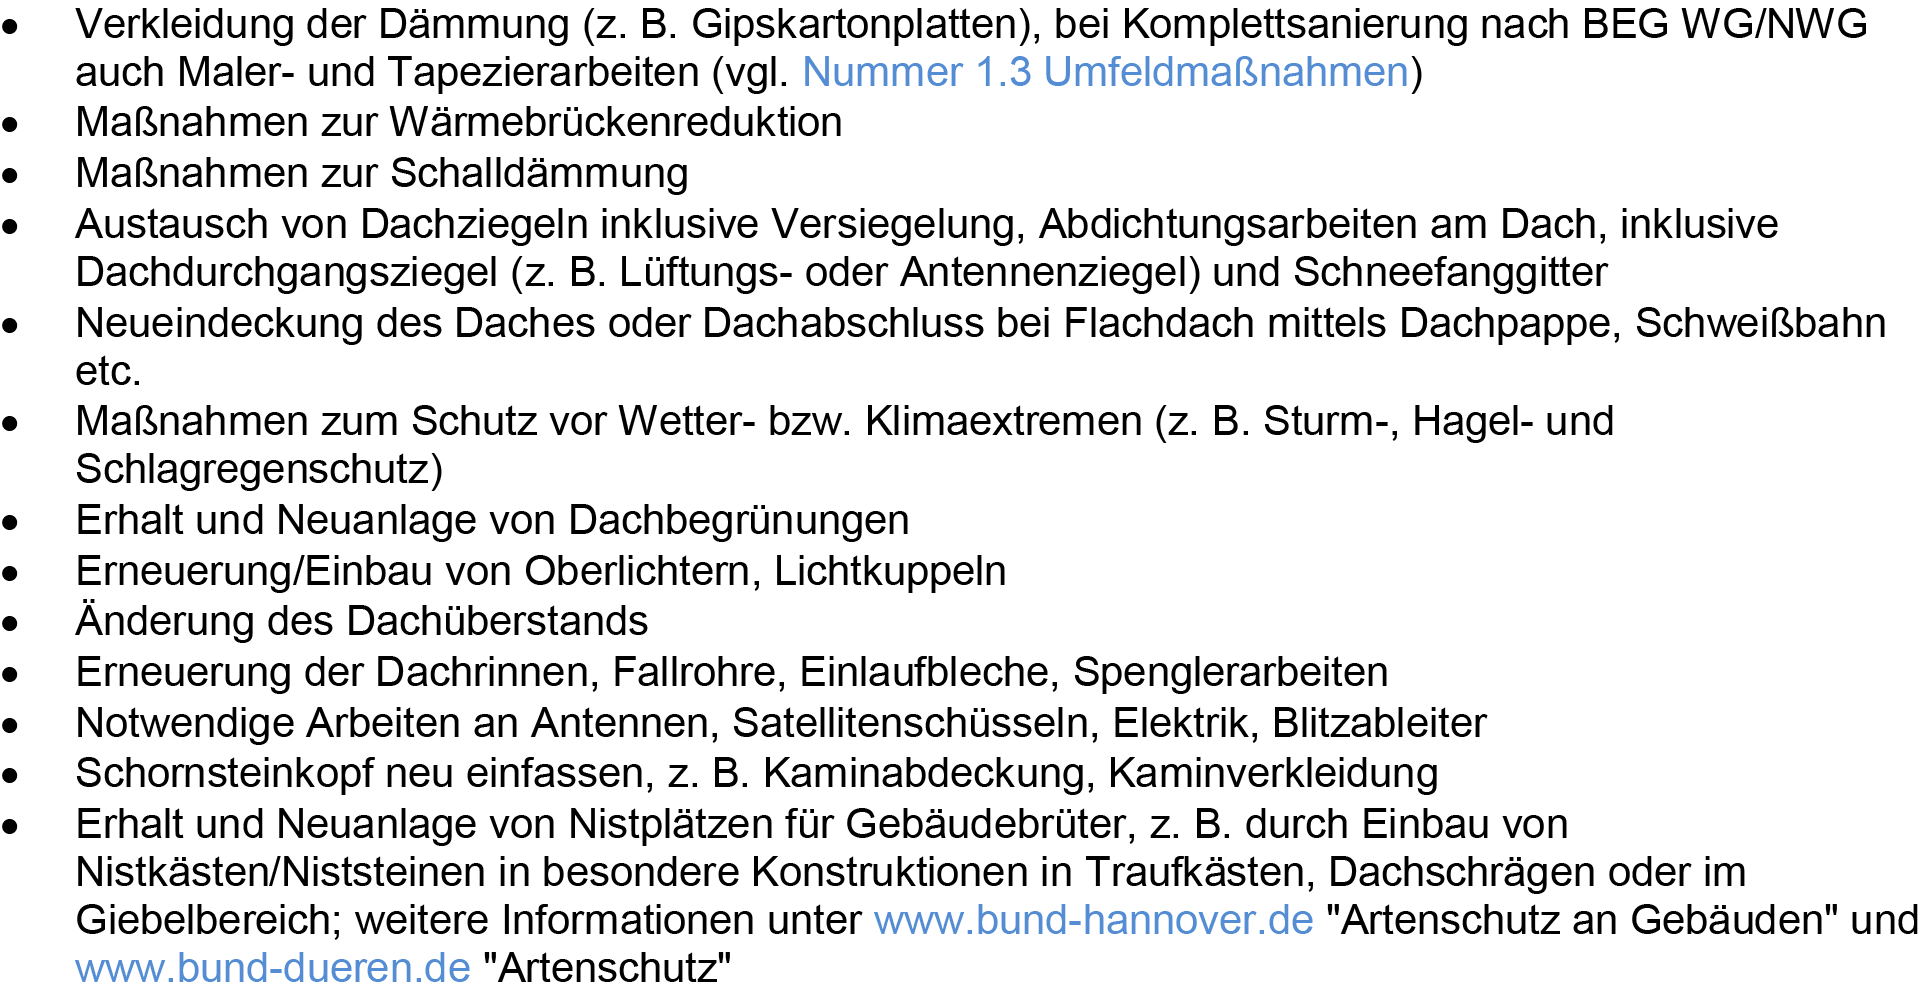 • Verkleidung der Dämmung (z. B. Gipskartonplatten), bei Komplettsanierung nach BEG WG/NWG
auch Maler- und Tapezierarbeiten (vgl. Nummer 1.3 Umfeldmaßnahmen)
• Maßnahmen zur Wärmebrückenreduktion
• Maßnahmen zur Schalldämmung
• Austausch von Dachziegeln inklusive Versiegelung, Abdichtungsarbeiten am Dach, inklusive
Dachdurchgangsziegel (z. B. Lüftungs- oder Antennenziegel) und Schneefanggitter
• Neueindeckung des Daches oder Dachabschluss bei Flachdach mittels Dachpappe, Schweißbahn
etc.
• Maßnahmen zum Schutz vor Wetter- bzw. Klimaextremen (z. B. Sturm-, Hagel- und
Schlagregenschutz)
• Erhalt und Neuanlage von Dachbegrünungen
• Erneuerung/Einbau von Oberlichtern, Lichtkuppeln
• Änderung des Dachüberstands
• Erneuerung der Dachrinnen, Fallrohre, Einlaufbleche, Spenglerarbeiten
• Notwendige Arbeiten an Antennen, Satellitenschüsseln, Elektrik, Blitzableiter
• Schornsteinkopf neu einfassen, z. B. Kaminabdeckung, Kaminverkleidung
• Erhalt und Neuanlage von Nistplätzen für Gebäudebrüter, z. B. durch Einbau von
Nistkästen/Niststeinen in besondere Konstruktionen in Traufkästen, Dachschrägen oder im
Giebelbereich; weitere Informationen unter www.bund-hannover.de "Artenschutz an Gebäuden" und
www.bund-dueren.de "Artenschutz"